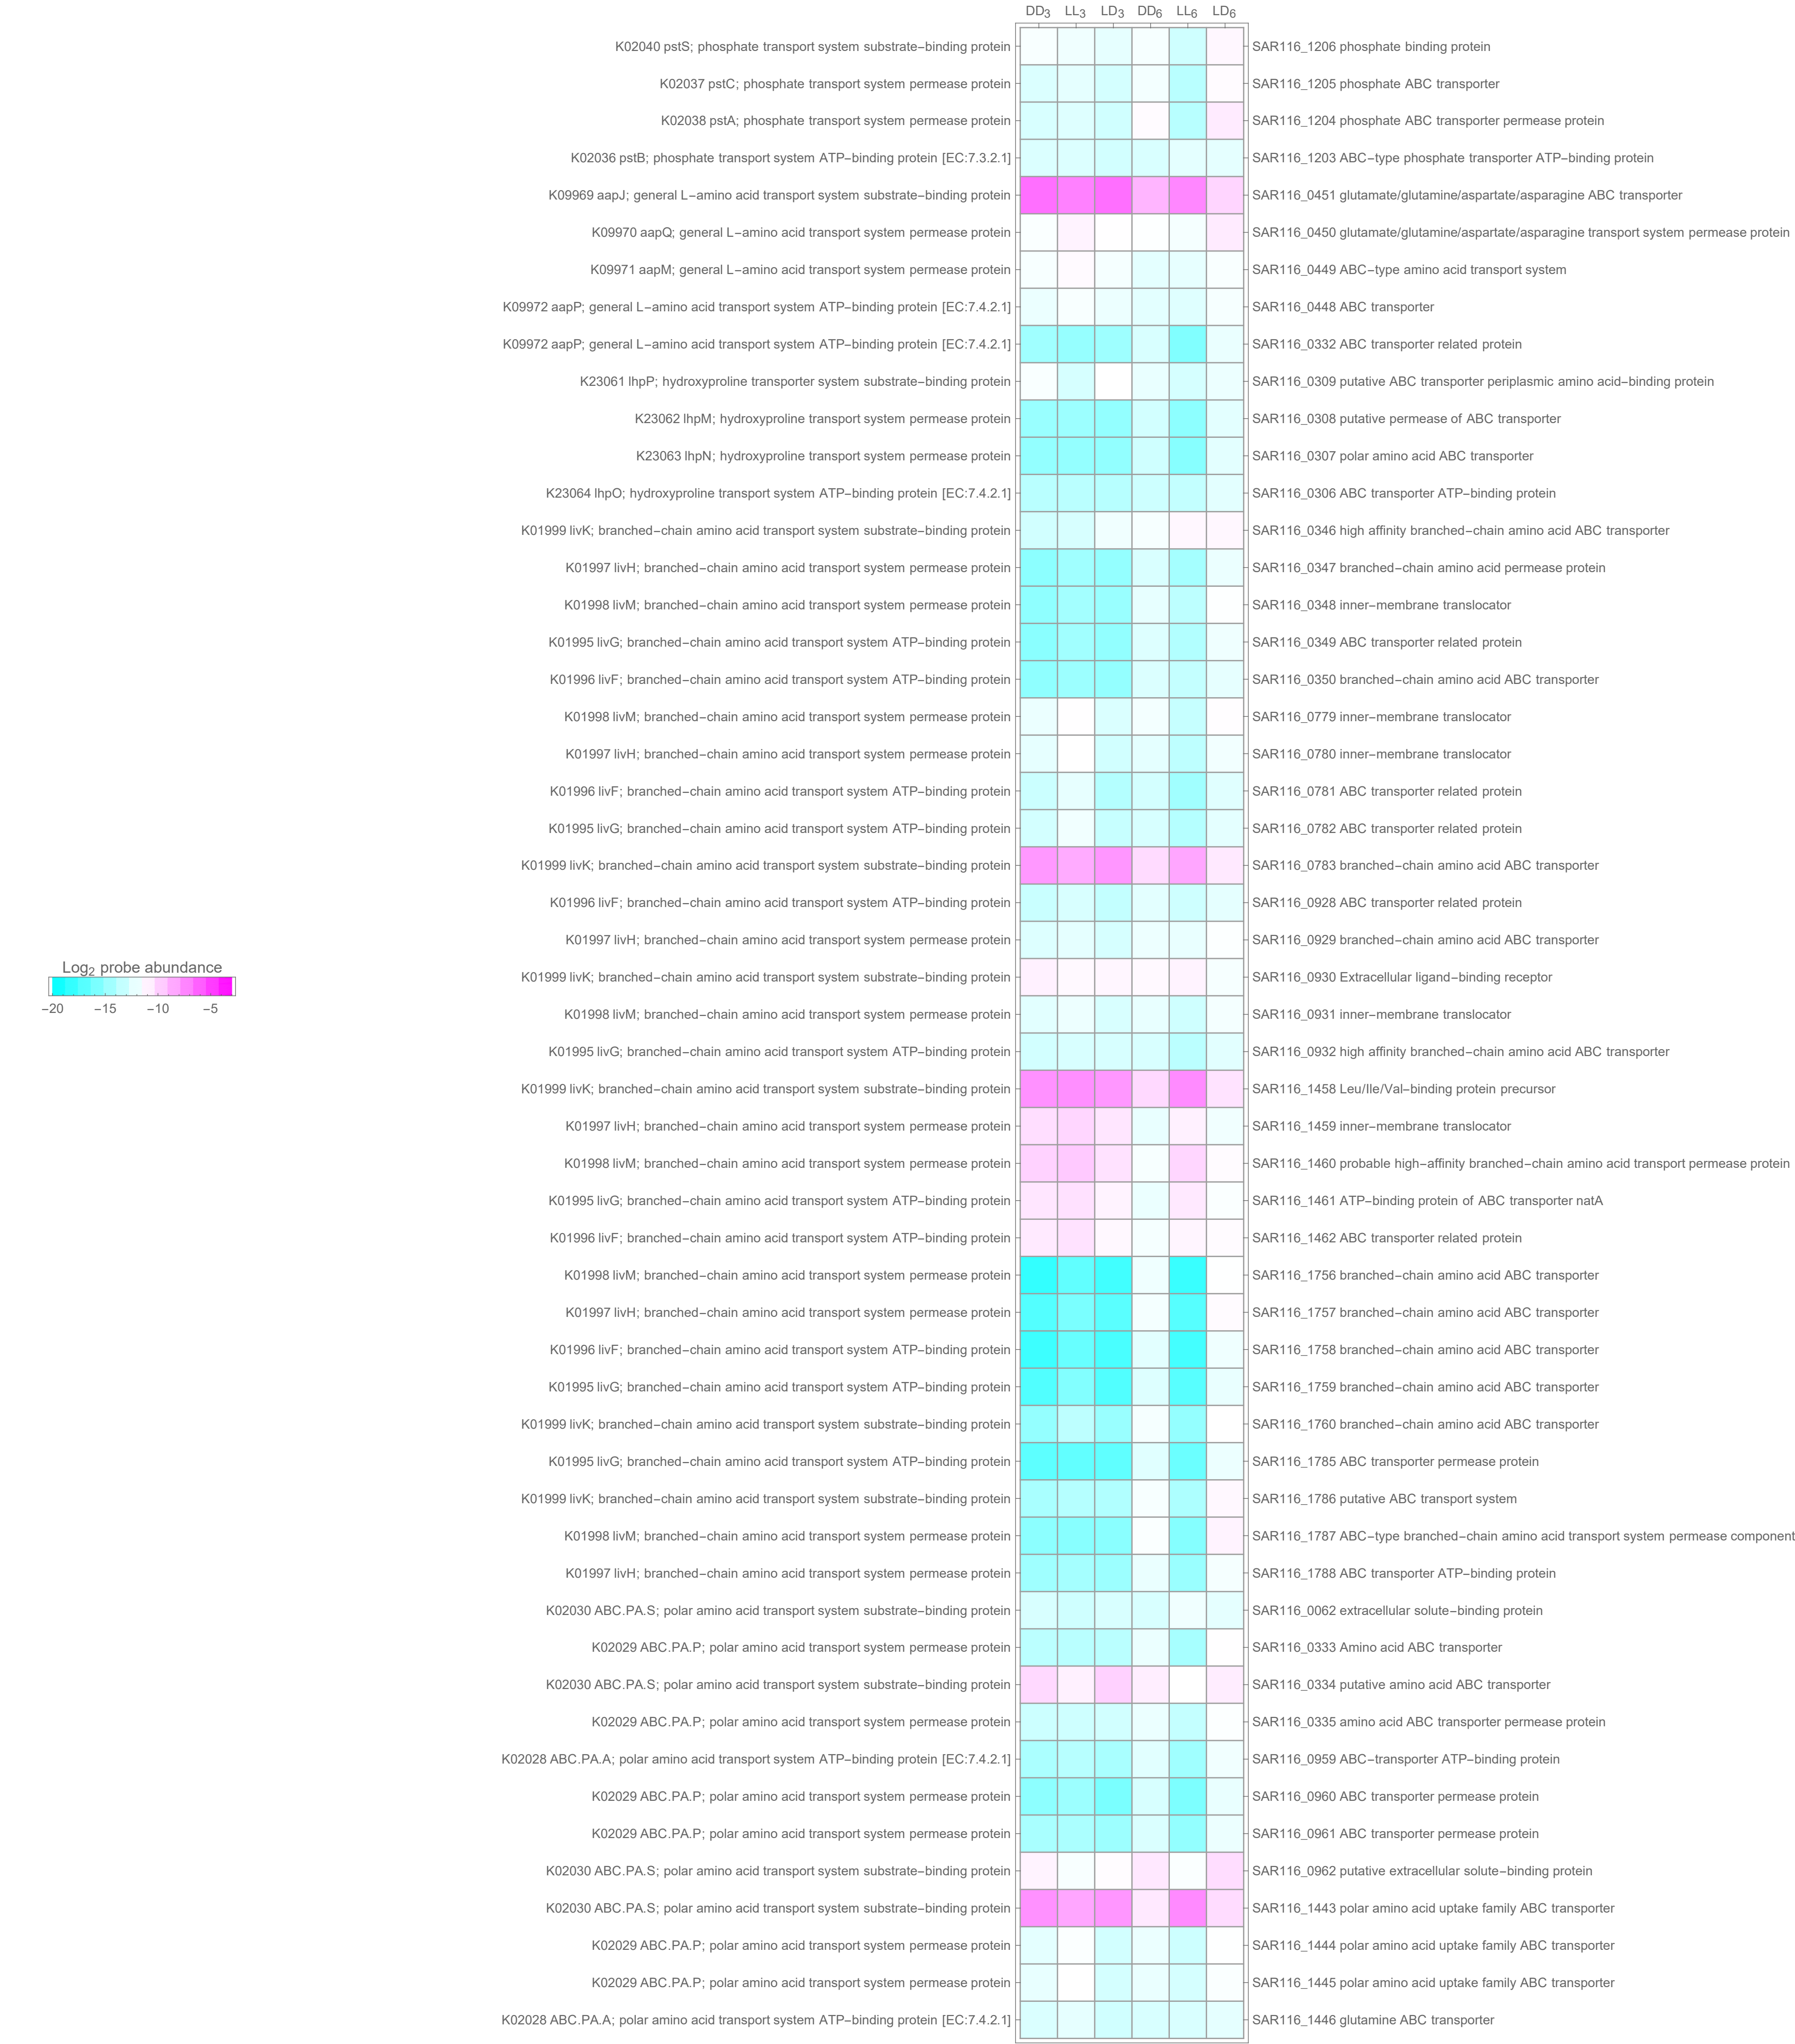 DD3 LL3 LD3 DD6 LL6 LD6
K02040 pstS; phosphate transport system substrate−binding protein SAR116_1206 phosphate binding protein
K02037 pstC; phosphate transport system permease protein SAR116_1205 phosphate ABC transporter
K02038 pstA; phosphate transport system permease protein SAR116_1204 phosphate ABC transporter permease protein
K02036 pstB; phosphate transport system ATP−binding protein [EC:7.3.2.1] SAR116_1203 ABC−type phosphate transporter ATP−binding protein
K09969 aapJ; general L−amino acid transport system substrate−binding protein SAR116_0451 glutamate/glutamine/aspartate/asparagine ABC transporter
K09970 aapQ; general L−amino acid transport system permease protein SAR116_0450 glutamate/glutamine/aspartate/asparagine transport system permease protein
K09971 aapM; general L−amino acid transport system permease protein SAR116_0449 ABC−type amino acid transport system
K09972 aapP; general L−amino acid transport system ATP−binding protein [EC:7.4.2.1] SAR116_0448 ABC transporter
K09972 aapP; general L−amino acid transport system ATP−binding protein [EC:7.4.2.1] SAR116_0332 ABC transporter related protein
K23061 lhpP; hydroxyproline transporter system substrate−binding protein SAR116_0309 putative ABC transporter periplasmic amino acid−binding protein
K23062 lhpM; hydroxyproline transport system permease protein SAR116_0308 putative permease of ABC transporter
K23063 lhpN; hydroxyproline transport system permease protein SAR116_0307 polar amino acid ABC transporter
K23064 lhpO; hydroxyproline transport system ATP−binding protein [EC:7.4.2.1] SAR116_0306 ABC transporter ATP−binding protein
K01999 livK; branched−chain amino acid transport system substrate−binding protein SAR116_0346 high affinity branched−chain amino acid ABC transporter
K01997 livH; branched−chain amino acid transport system permease protein SAR116_0347 branched−chain amino acid permease protein
K01998 livM; branched−chain amino acid transport system permease protein SAR116_0348 inner−membrane translocator
K01995 livG; branched−chain amino acid transport system ATP−binding protein SAR116_0349 ABC transporter related protein
K01996 livF; branched−chain amino acid transport system ATP−binding protein SAR116_0350 branched−chain amino acid ABC transporter
K01998 livM; branched−chain amino acid transport system permease protein SAR116_0779 inner−membrane translocator
K01997 livH; branched−chain amino acid transport system permease protein SAR116_0780 inner−membrane translocator
K01996 livF; branched−chain amino acid transport system ATP−binding protein SAR116_0781 ABC transporter related protein
K01995 livG; branched−chain amino acid transport system ATP−binding protein SAR116_0782 ABC transporter related protein
K01999 livK; branched−chain amino acid transport system substrate−binding protein SAR116_0783 branched−chain amino acid ABC transporter
K01996 livF; branched−chain amino acid transport system ATP−binding protein SAR116_0928 ABC transporter related protein
K01997 livH; branched−chain amino acid transport system permease protein SAR116_0929 branched−chain amino acid ABC transporter
Log2 probe abundance
−20 −15 −10 −5
K01999 livK; branched−chain amino acid transport system substrate−binding protein SAR116_0930 Extracellular ligand−binding receptor
K01998 livM; branched−chain amino acid transport system permease protein SAR116_0931 inner−membrane translocator
K01995 livG; branched−chain amino acid transport system ATP−binding protein SAR116_0932 high affinity branched−chain amino acid ABC transporter
K01999 livK; branched−chain amino acid transport system substrate−binding protein SAR116_1458 Leu/Ile/Val−binding protein precursor
K01997 livH; branched−chain amino acid transport system permease protein SAR116_1459 inner−membrane translocator
K01998 livM; branched−chain amino acid transport system permease protein SAR116_1460 probable high−affinity branched−chain amino acid transport permease protein
K01995 livG; branched−chain amino acid transport system ATP−binding protein SAR116_1461 ATP−binding protein of ABC transporter natA
K01996 livF; branched−chain amino acid transport system ATP−binding protein SAR116_1462 ABC transporter related protein
K01998 livM; branched−chain amino acid transport system permease protein SAR116_1756 branched−chain amino acid ABC transporter
K01997 livH; branched−chain amino acid transport system permease protein SAR116_1757 branched−chain amino acid ABC transporter
K01996 livF; branched−chain amino acid transport system ATP−binding protein SAR116_1758 branched−chain amino acid ABC transporter
K01995 livG; branched−chain amino acid transport system ATP−binding protein SAR116_1759 branched−chain amino acid ABC transporter
K01999 livK; branched−chain amino acid transport system substrate−binding protein SAR116_1760 branched−chain amino acid ABC transporter
K01995 livG; branched−chain amino acid transport system ATP−binding protein SAR116_1785 ABC transporter permease protein
K01999 livK; branched−chain amino acid transport system substrate−binding protein SAR116_1786 putative ABC transport system
K01998 livM; branched−chain amino acid transport system permease protein SAR116_1787 ABC−type branched−chain amino acid transport system permease component
K01997 livH; branched−chain amino acid transport system permease protein SAR116_1788 ABC transporter ATP−binding protein
K02030 ABC.PA.S; polar amino acid transport system substrate−binding protein SAR116_0062 extracellular solute−binding protein
K02029 ABC.PA.P; polar amino acid transport system permease protein SAR116_0333 Amino acid ABC transporter
K02030 ABC.PA.S; polar amino acid transport system substrate−binding protein SAR116_0334 putative amino acid ABC transporter
K02029 ABC.PA.P; polar amino acid transport system permease protein SAR116_0335 amino acid ABC transporter permease protein
K02028 ABC.PA.A; polar amino acid transport system ATP−binding protein [EC:7.4.2.1] SAR116_0959 ABC−transporter ATP−binding protein
K02029 ABC.PA.P; polar amino acid transport system permease protein SAR116_0960 ABC transporter permease protein
K02029 ABC.PA.P; polar amino acid transport system permease protein SAR116_0961 ABC transporter permease protein
K02030 ABC.PA.S; polar amino acid transport system substrate−binding protein SAR116_0962 putative extracellular solute−binding protein
K02030 ABC.PA.S; polar amino acid transport system substrate−binding protein SAR116_1443 polar amino acid uptake family ABC transporter
K02029 ABC.PA.P; polar amino acid transport system permease protein SAR116_1444 polar amino acid uptake family ABC transporter
K02029 ABC.PA.P; polar amino acid transport system permease protein SAR116_1445 polar amino acid uptake family ABC transporter
K02028 ABC.PA.A; polar amino acid transport system ATP−binding protein [EC:7.4.2.1] SAR116_1446 glutamine ABC transporter